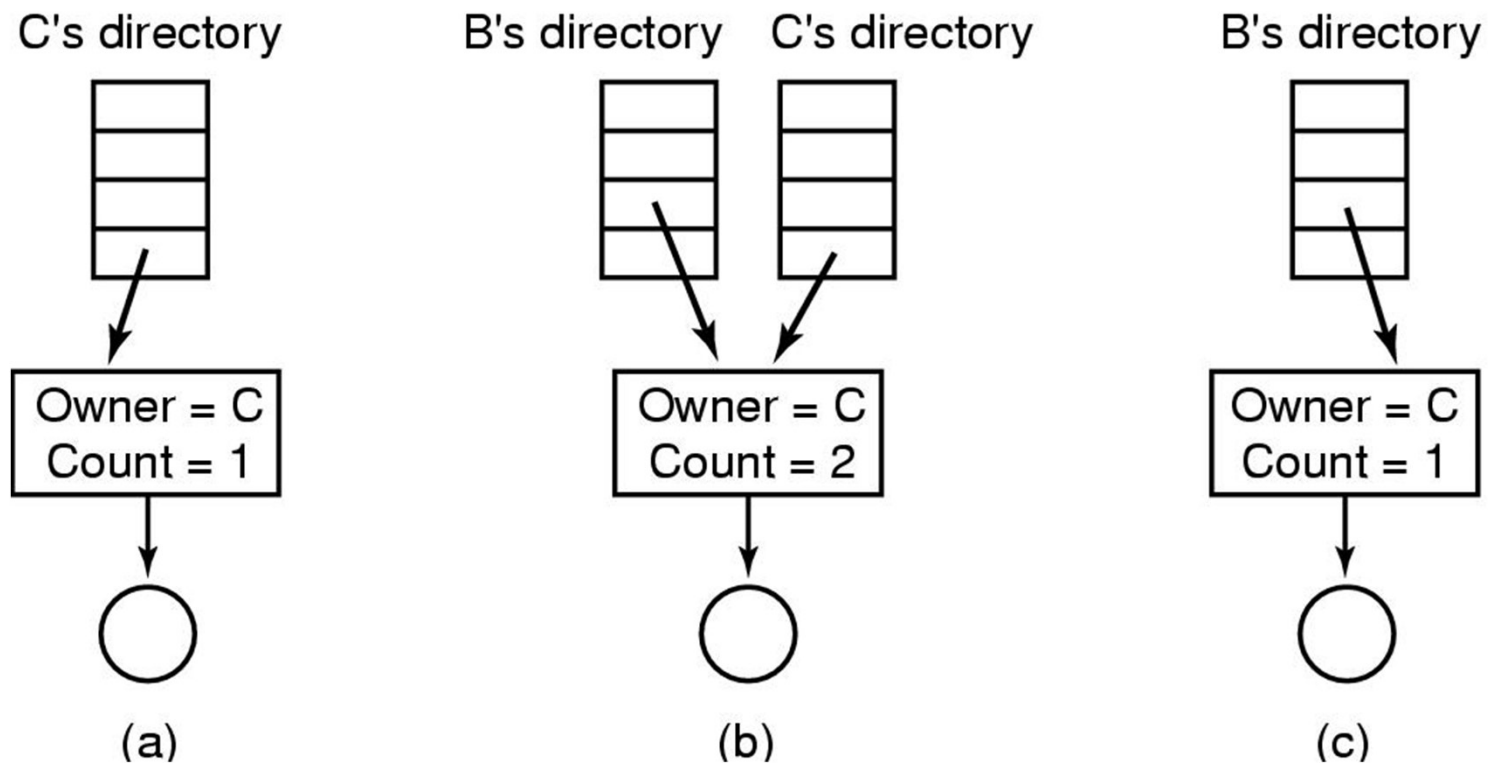 C's directory
B's directory
C's directory
B's directory
Owner = C
Count = 1
Owner = C
Count = 2
Owner = C
Count = 1
(a)
(b)
(c)